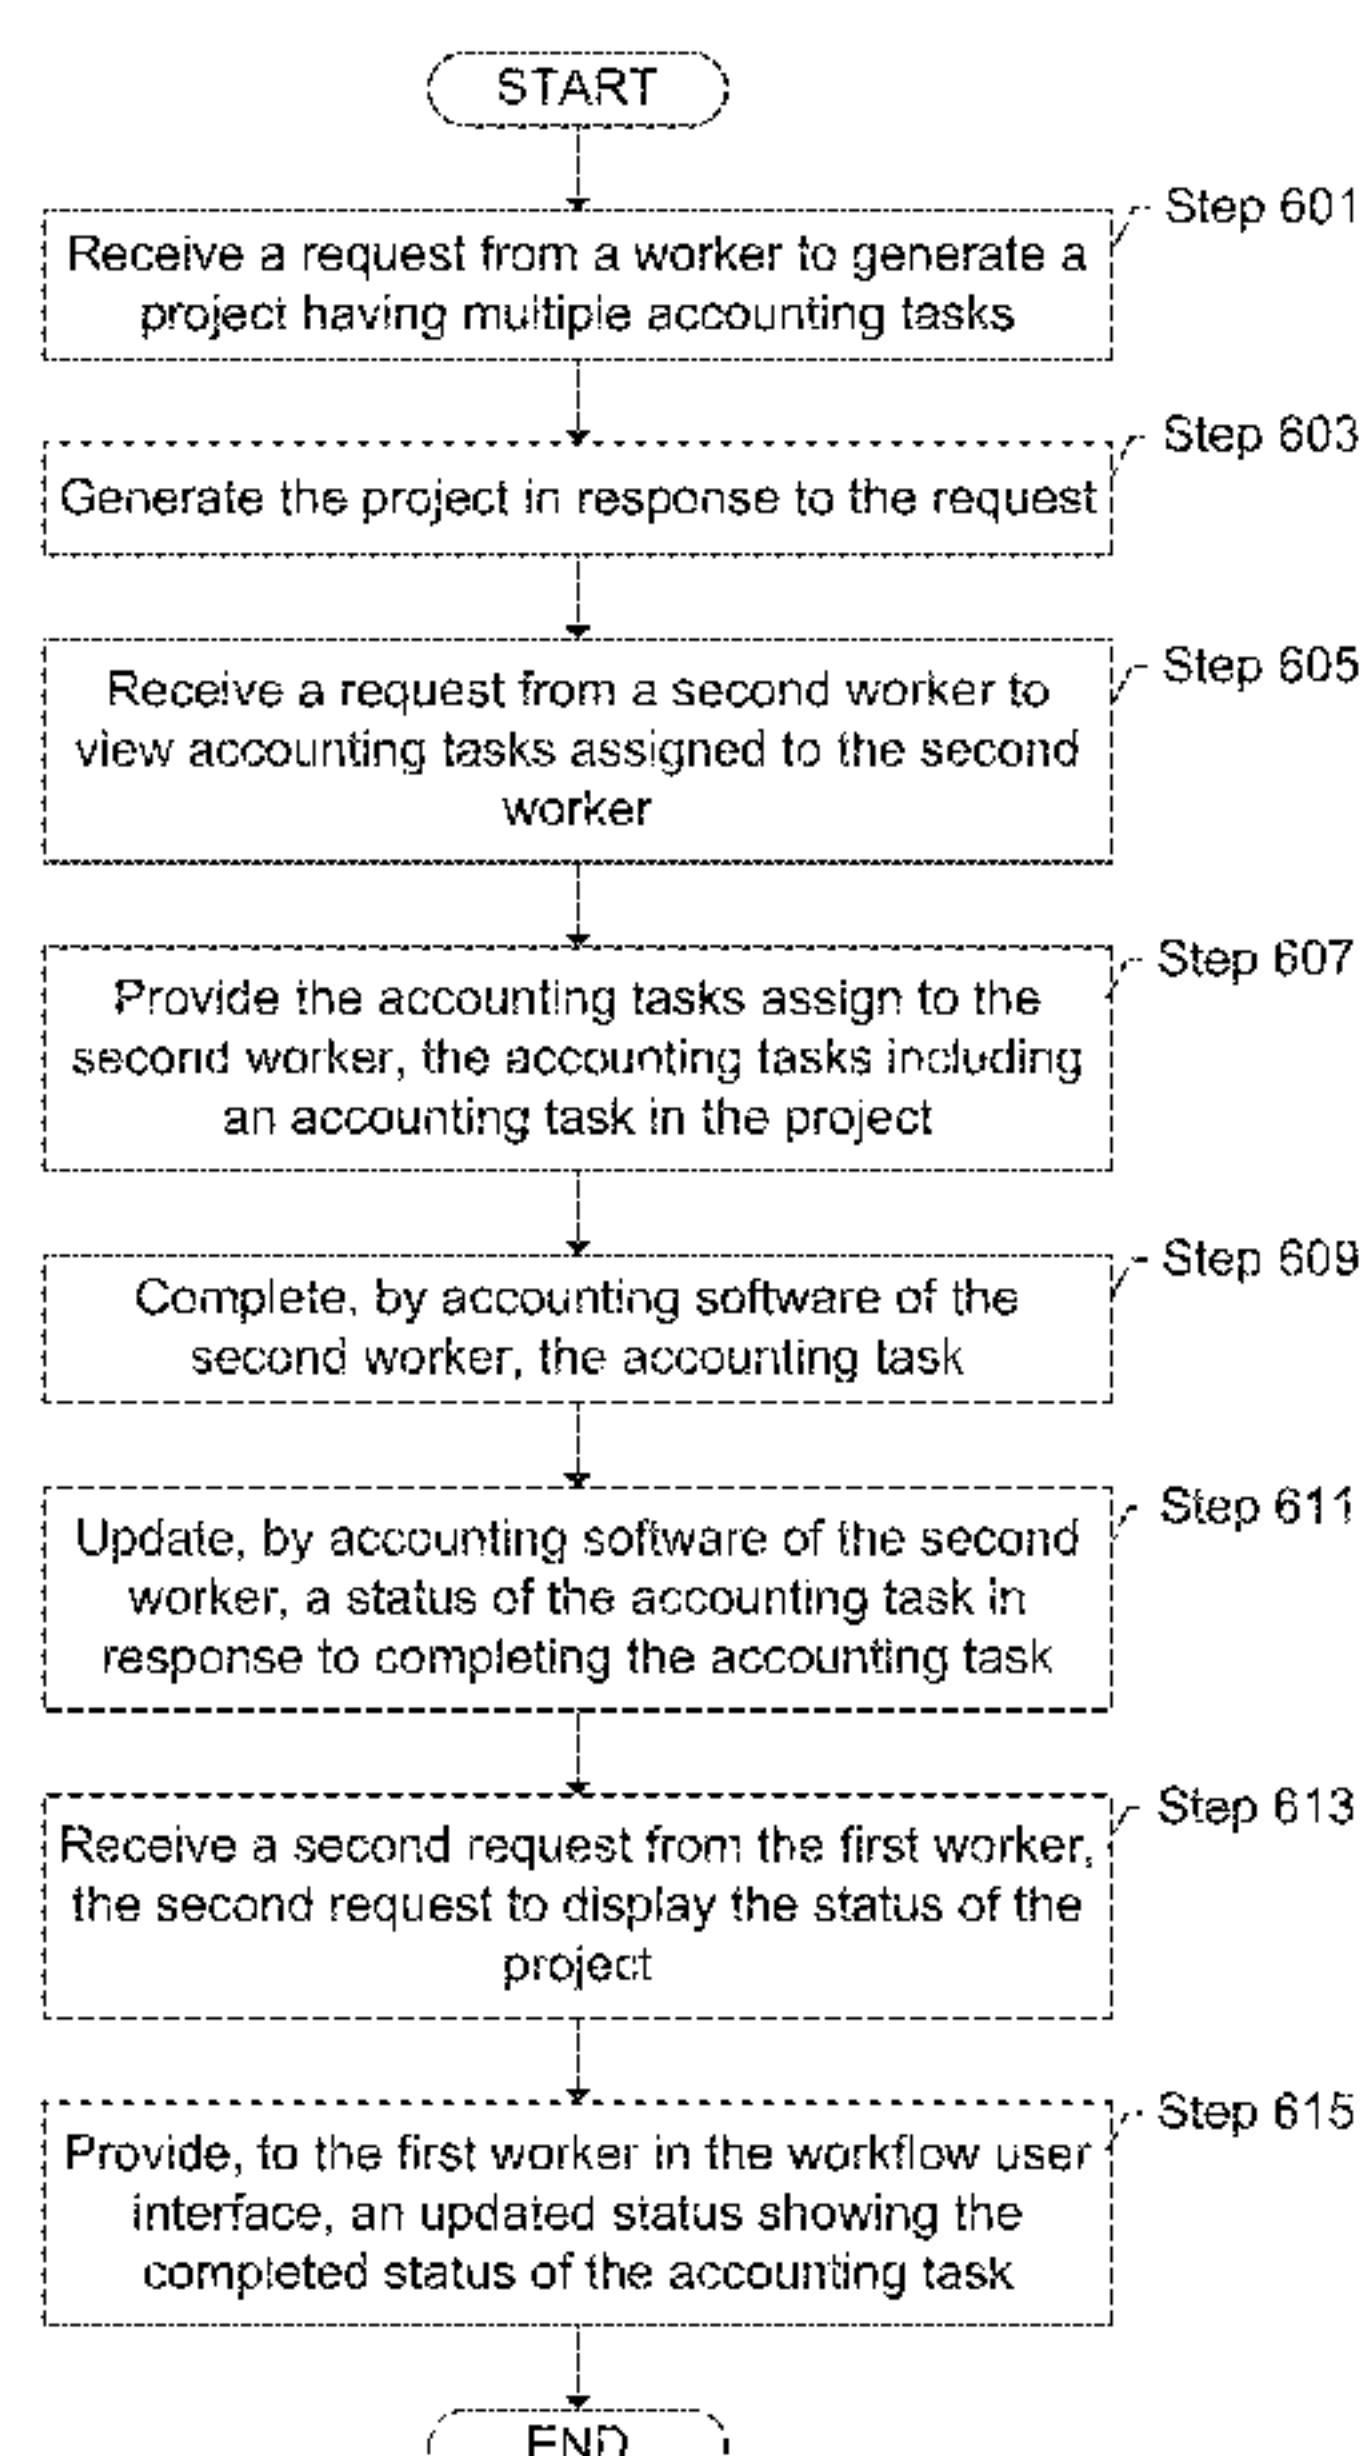 START
Step 601
Receive a request from a worker to generate a
project having multiple accounting tasks
Step 603
Generate the project in response to the request
Step 605
Receive a request from a second worker to
view accounting tasks assigned to the second
worker
Step 607
Provide the accounting tasks assign to the
second worker, the accounting tasks including
an accounting task in the project
Step 609
Complete, by accounting software of the
second worker, the accounting task
Step 611
Update, by accounting software of the second
worker, a status of the accounting task in
response to completing the accounting task
Step 613
Receive a second request from the first worker,
the second request to display the status of the
project
Step 615
Provide, to the first worker in the workflow user
interface, an updated status showing the
completed status of the accounting task
END